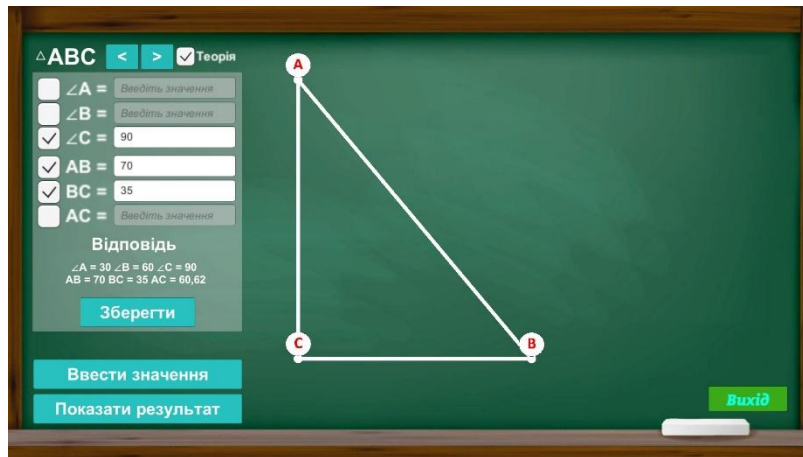 △ABC < > Теорія
∠A = Введіть значення
∠B = Введіть значення
∠C = 90
AB = 70
BC = 35
AC = Введіть значення
Відповідь
∠A = 30 ∠B = 60 ∠C = 90
AB = 70 BC = 35 AC = 60,62
Зберегти
Ввести значення
Показати результат
A
C
B
Вихід